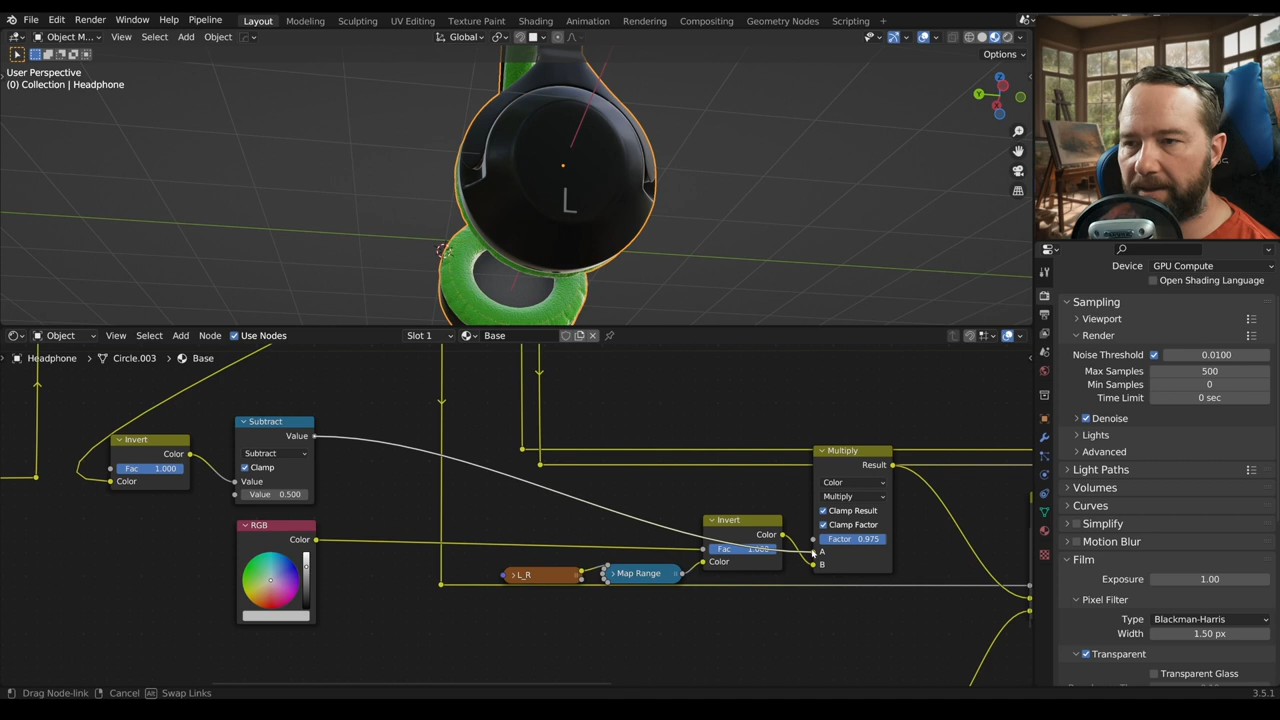 File Edit Render Window Help Pipeline Layout Modeling Sculpting UV Editing Texture Paint Shading Animation Rendering Compositing Geometry Nodes Scripting +
Object M... View Select Add Object Global
Options
User Perspective
(0) Collection | Headphone
Z
Y
L
Object View Select Add Node Use Nodes Slot 1 Base
Headphone > Circle.003 > Base
Invert
Color
Fac 1.000
Color
Subtract
Value
Subtract
Clamp
Value
Value 0.500
RGB
Color
L_R
Map Range
Invert
Color
Fac 1.000
Color
Multiply
Result
Color
Multiply
Clamp Result
Clamp Factor
Factor 0.975
A
B
Device GPU Compute
Open Shading Language
Sampling
Viewport
Render
Noise Threshold 0.0100
Max Samples 500
Min Samples 0
Time Limit 0 sec
Denoise
Lights
Advanced
Light Paths
Volumes
Curves
Simplify
Motion Blur
Film
Exposure 1.00
Pixel Filter
Type Blackman-Harris
Width 1.50 px
Transparent
Transparent Glass
Drag Node-link Cancel Alt Swap Links 3.5.1